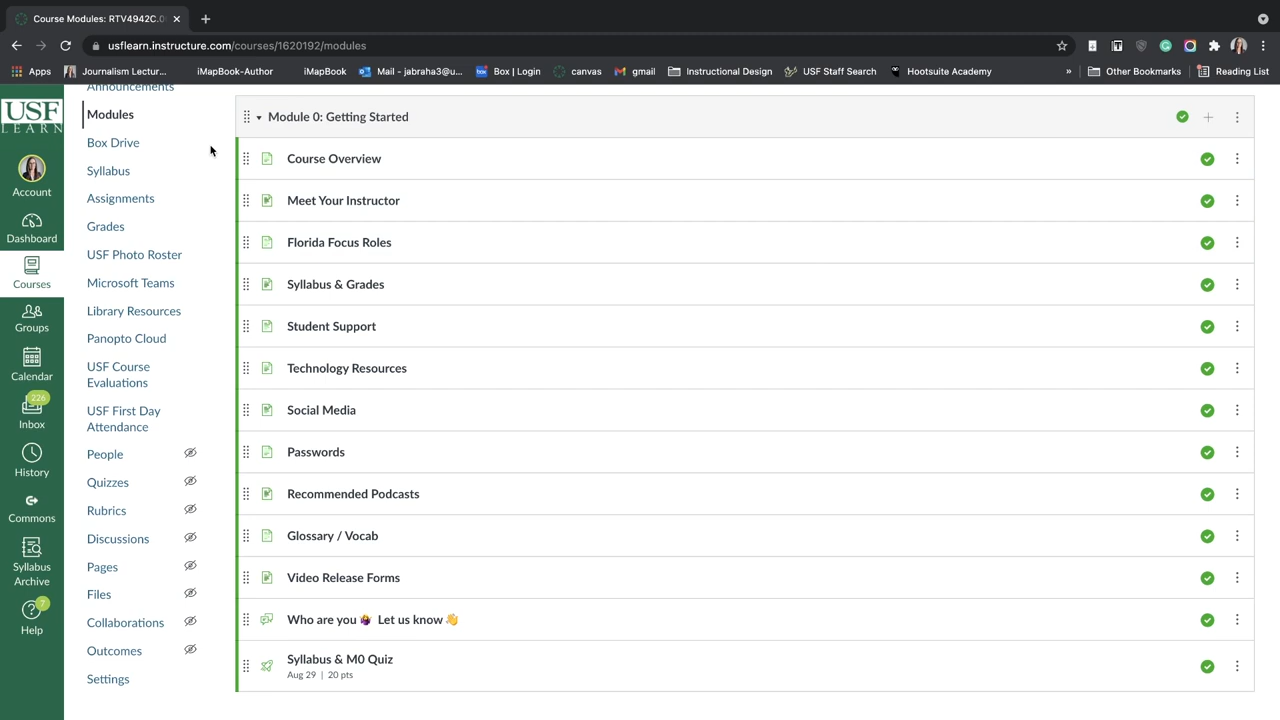 Course Modules: RTV4942C.0
usflearn.instructure.com/courses/1620192/modules
Apps
Journalism Lectur...
iMapBook-Author
iMapBook
Mail - jabraha3@u...
box
Box | Login
canvas
gmail
Instructional Design
USF Staff Search
Hootsuite Academy
»
Other Bookmarks
Reading List
USF
LEARN
Account
Dashboard
Courses
Groups
Calendar
226
Inbox
History
Commons
Syllabus
Archive
7
Help
Announcements
Modules
Box Drive
Syllabus
Assignments
Grades
USF Photo Roster
Microsoft Teams
Library Resources
Panopto Cloud
USF Course
Evaluations
USF First Day
Attendance
People
Quizzes
Rubrics
Discussions
Pages
Files
Collaborations
Outcomes
Settings
Module 0: Getting Started
Course Overview
Meet Your Instructor
Florida Focus Roles
Syllabus & Grades
Student Support
Technology Resources
Social Media
Passwords
Recommended Podcasts
Glossary / Vocab
Video Release Forms
Who are you 🤷‍♀️ Let us know 👋
Syllabus & M0 Quiz
Aug 29 | 20 pts